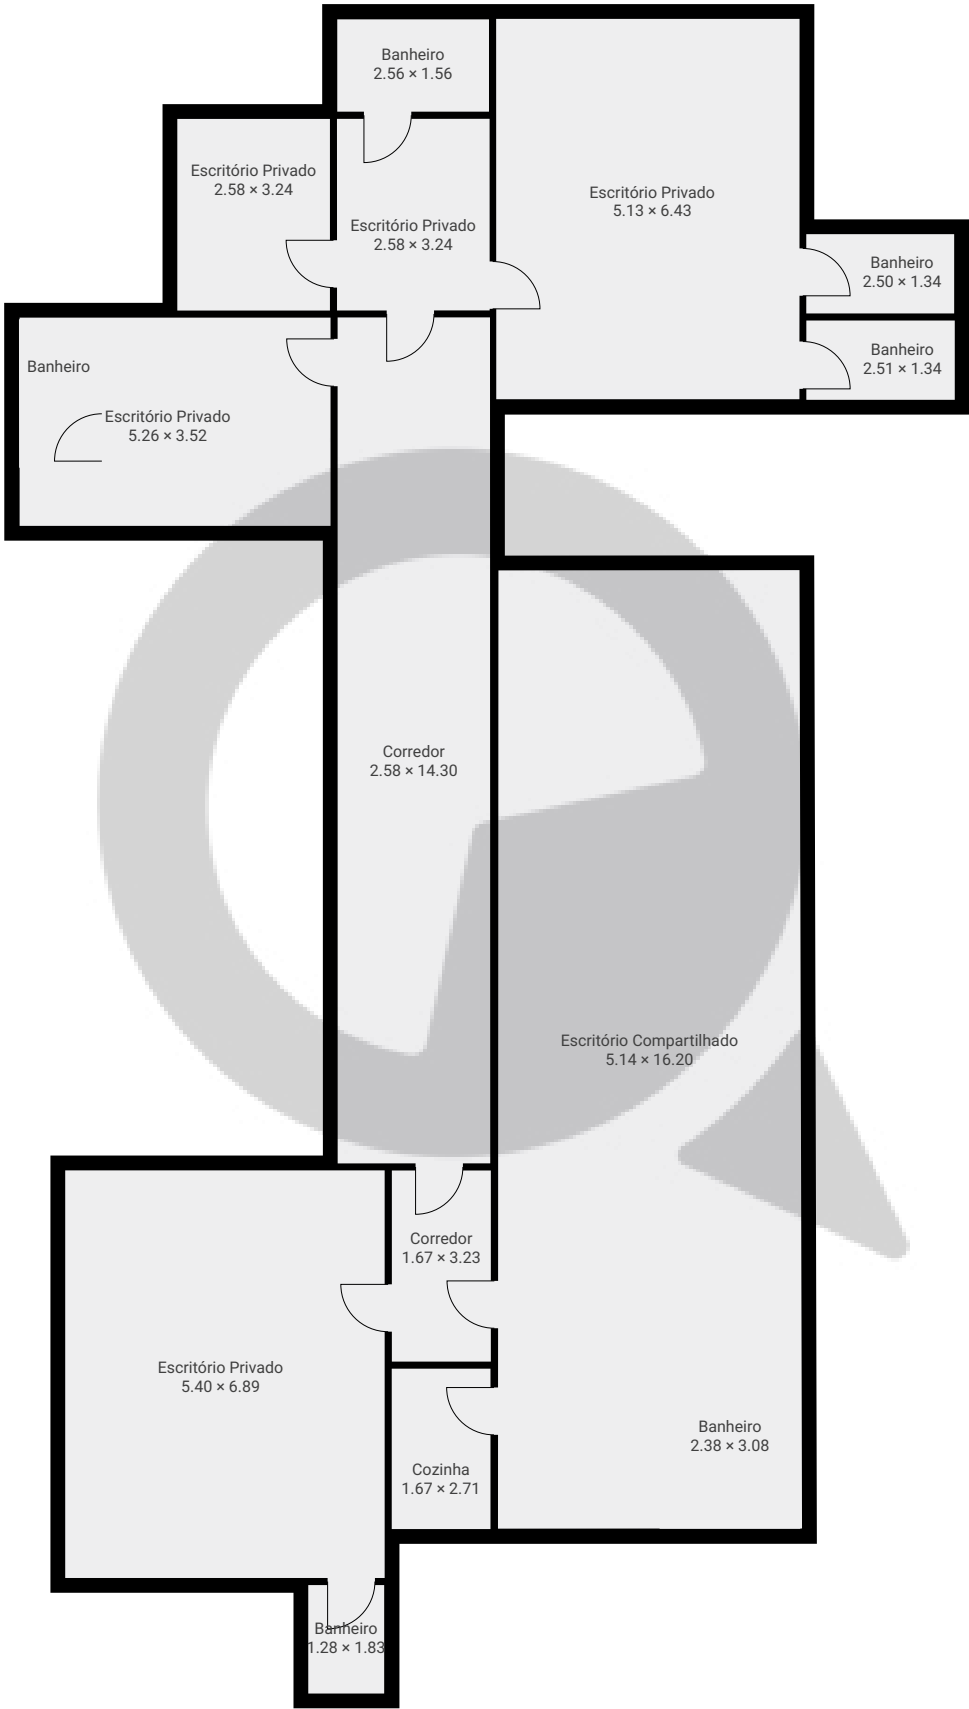 Banheiro
2.56 × 1.56
Escritório Privado
2.58 × 3.24
Escritório Privado
5.13 × 6.43
Escritório Privado
2.58 × 3.24
Banheiro
2.50 × 1.34
Banheiro
2.51 × 1.34
Banheiro
Escritório Privado
5.26 × 3.52
Corredor
2.58 × 14.30
Escritório Compartilhado
5.14 × 16.20
Corredor
1.67 × 3.23
Escritório Privado
5.40 × 6.89
Banheiro
2.38 × 3.08
Cozinha
1.67 × 2.71
Banheiro
1.28 × 1.83